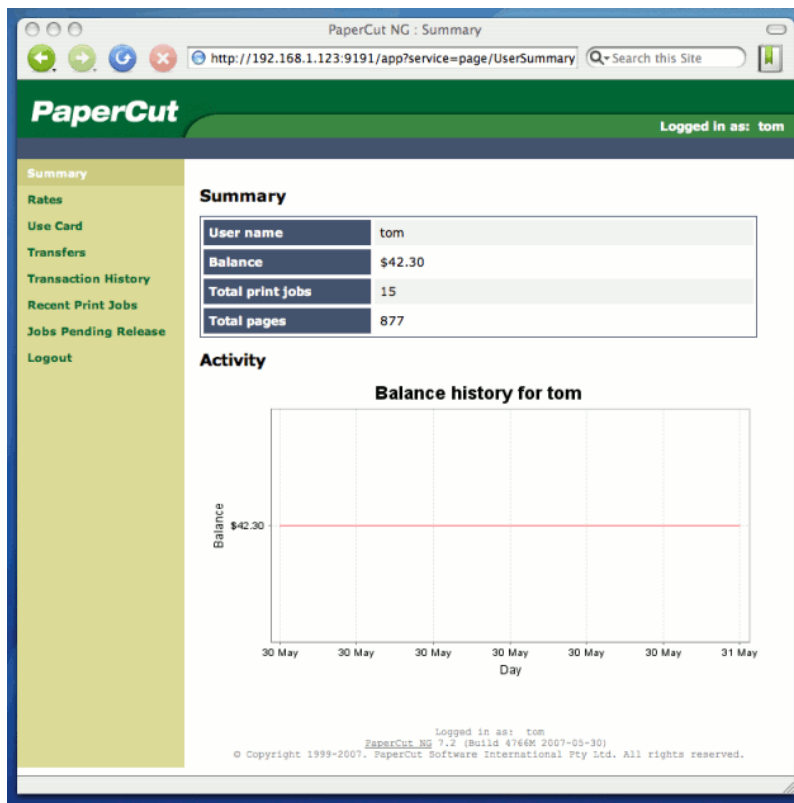 PaperCut NG : Summary
http://192.168.1.123:9191/app?service=page/UserSummary Search this Site
PaperCut
Logged in as: tom
Summary
Rates
Use Card
Transfers
Transaction History
Recent Print Jobs
Jobs Pending Release
Logout
Summary
User name tom
Balance $42.30
Total print jobs 15
Total pages 877
Activity
Balance history for tom
Balance
$42.30
30 May 30 May 30 May 30 May 30 May 30 May 31 May
Day
Logged in as: tom
PaperCut NG 7.2 (Build 4766M 2007-05-30)
© Copyright 1999-2007. PaperCut Software International Pty Ltd. All rights reserved.